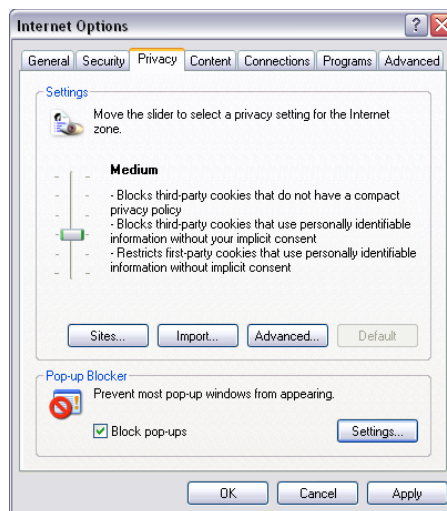 Internet Options
General Security Privacy Content Connections Programs Advanced
Settings
Move the slider to select a privacy setting for the Internet
zone.
Medium
- Blocks third-party cookies that do not have a compact
privacy policy
- Blocks third-party cookies that use personally identifiable
information without your implicit consent
- Restricts first-party cookies that use personally identifiable
information without implicit consent
Sites... Import... Advanced... Default
Pop-up Blocker
Prevent most pop-up windows from appearing.
Block pop-ups Settings...
OK Cancel Apply